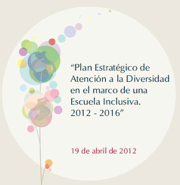 "Plan Estratégico de
Atención a la Diversidad
en el marco de una
Escuela Inclusiva.
2012 - 2016"
19 de abril de 2012